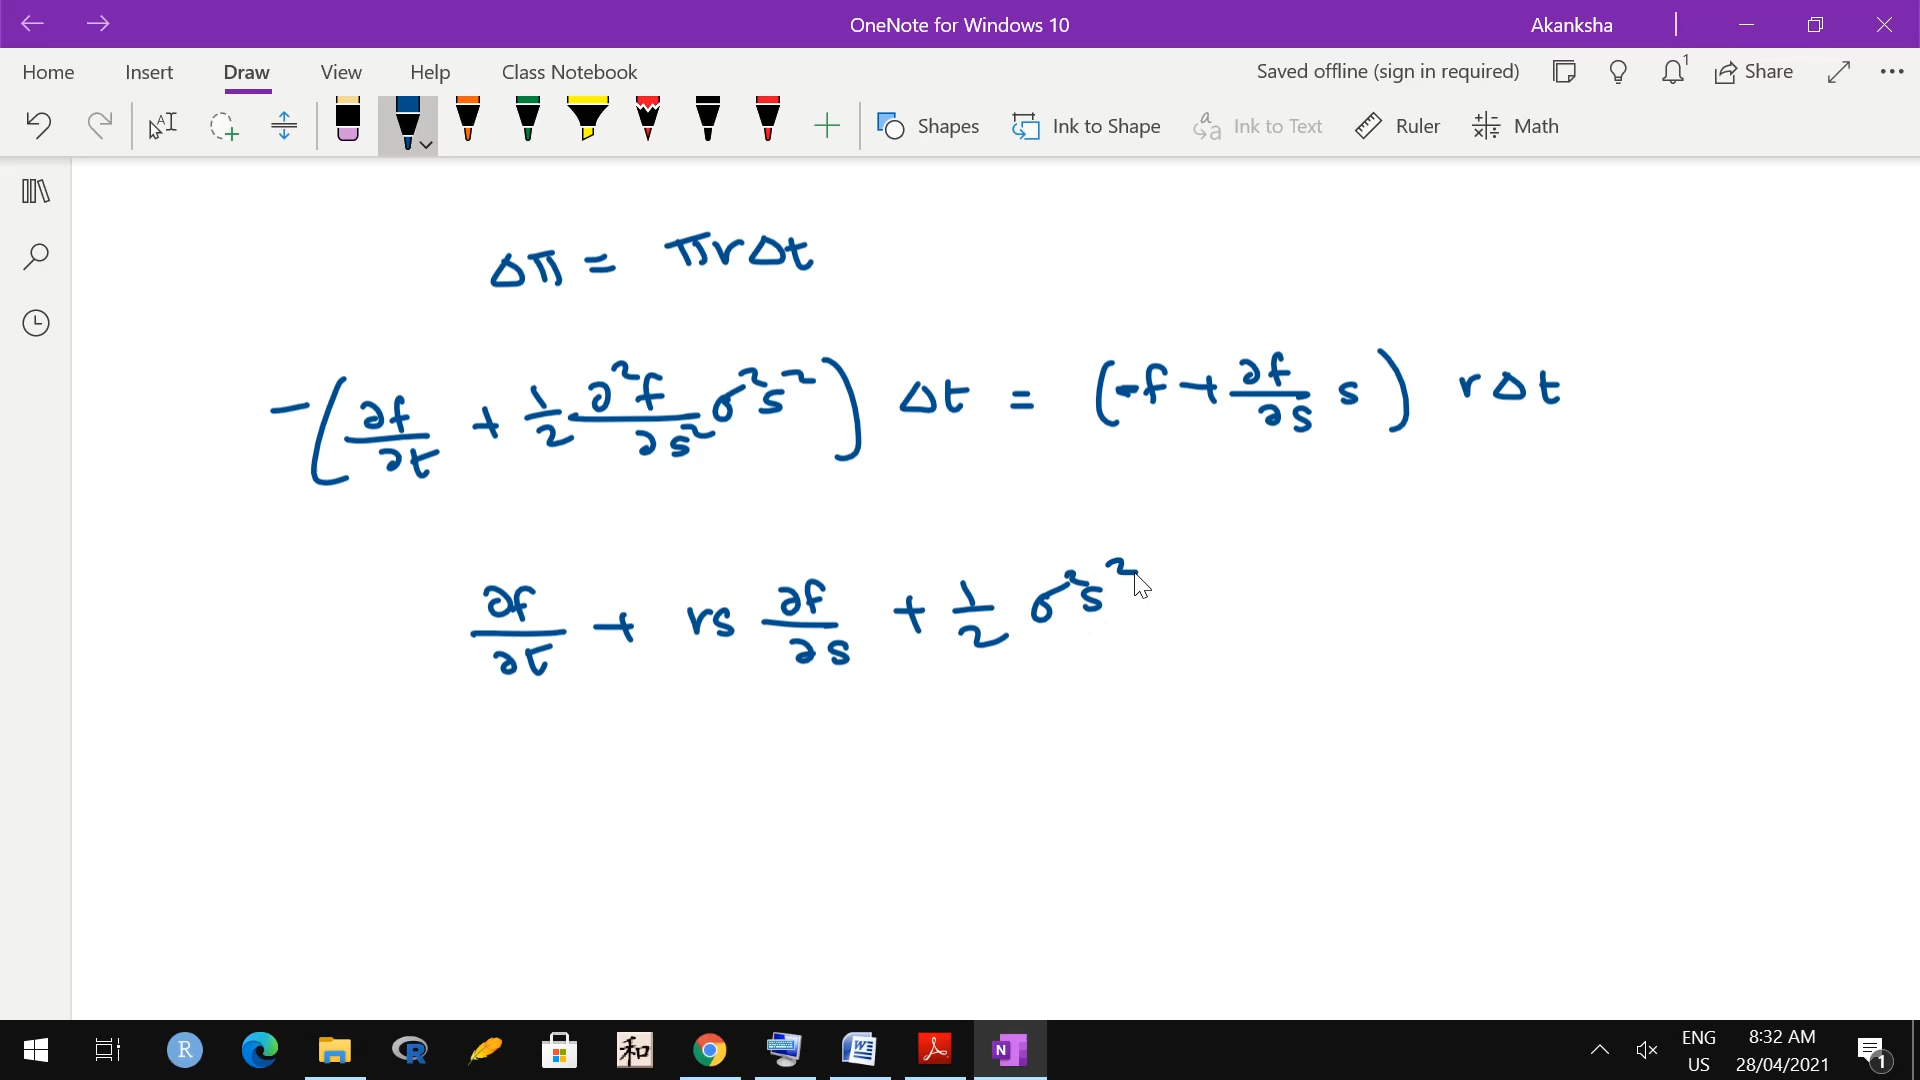 OneNote for Windows 10 Akanksha
Home Insert Draw View Help Class Notebook Saved offline (sign in required) 1 Share
Shapes Ink to Shape Ink to Text Ruler Math
Δπ = πrΔt
-(∂f/∂t + 1/2 ∂²f/∂s² σ²s²) Δt = (-f + ∂f/∂s s) rΔt
∂f/∂t + rs ∂f/∂s + 1/2 σ²s²
ENG 8:32 AM
US 28/04/2021 1